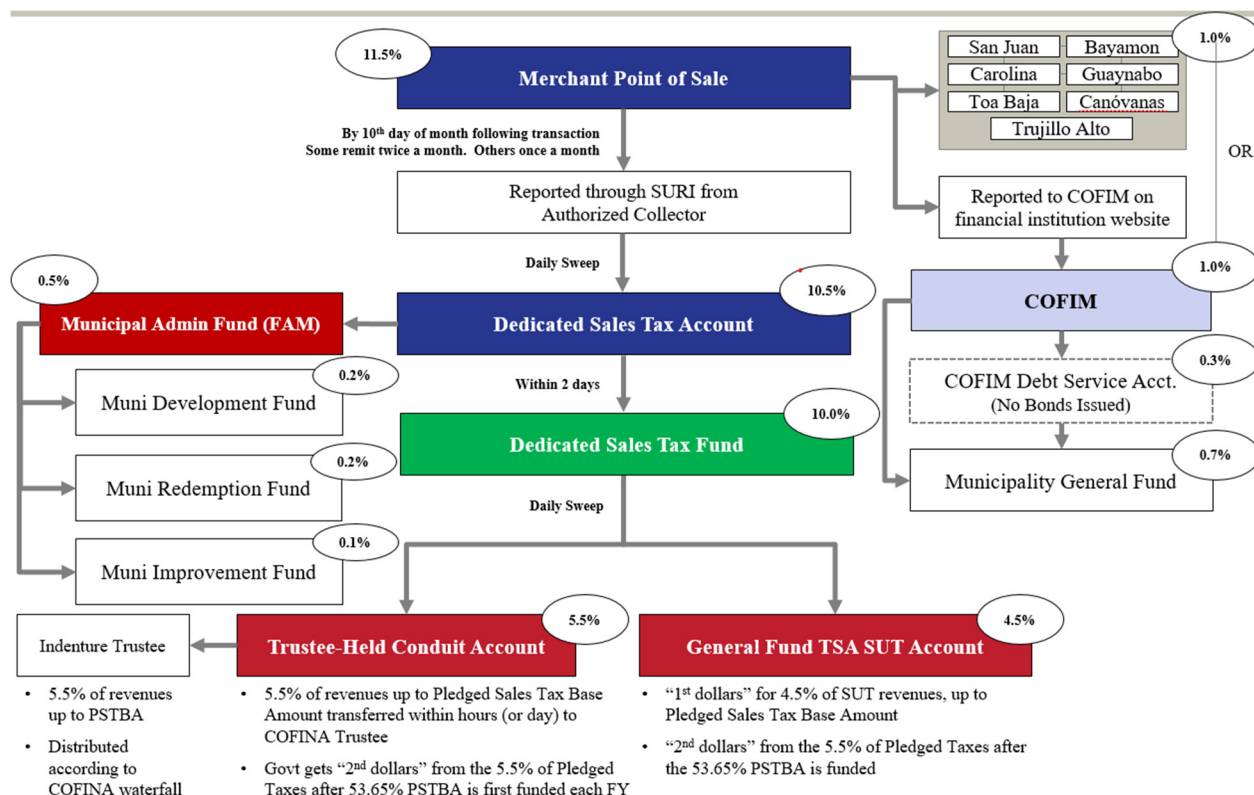 11.5%
Merchant Point of Sale
1.0%
San Juan
Bayamon
Carolina
Guaynabo
Toa Baja
Canóvanas
Trujillo Alto
OR
By 10th day of month following transaction
Some remit twice a month. Others once a month
Reported through SURI from
Authorized Collector
Reported to COFIM on
financial institution website
Daily Sweep
0.5%
Municipal Admin Fund (FAM)
10.5%
Dedicated Sales Tax Account
1.0%
COFIM
0.2%
Muni Development Fund
Within 2 days
0.3%
COFIM Debt Service Acct.
(No Bonds Issued)
10.0%
Dedicated Sales Tax Fund
0.2%
Muni Redemption Fund
0.7%
Municipality General Fund
Daily Sweep
0.1%
Muni Improvement Fund
Indenture Trustee
5.5%
Trustee-Held Conduit Account
4.5%
General Fund TSA SUT Account
• 5.5% of revenues
up to PSTBA
• Distributed
according to
COFINA waterfall
• 5.5% of revenues up to Pledged Sales Tax Base
Amount transferred within hours (or day) to
COFINA Trustee
• Govt gets “2nd dollars” from the 5.5% of Pledged
Taxes after 53.65% PSTBA is first funded each FY
• “1st dollars” for 4.5% of SUT revenues, up to
Pledged Sales Tax Base Amount
• “2nd dollars” from the 5.5% of Pledged Taxes after
the 53.65% PSTBA is funded